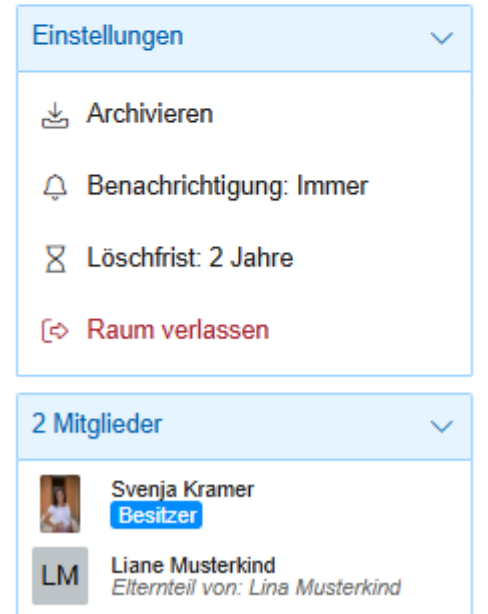 Einstellungen
Archivieren
Benachrichtigung: Immer
Löschfrist: 2 Jahre
Raum verlassen
2 Mitglieder
Svenja Kramer
Besitzer
LM
Liane Musterkind
Elternteil von: Lina Musterkind